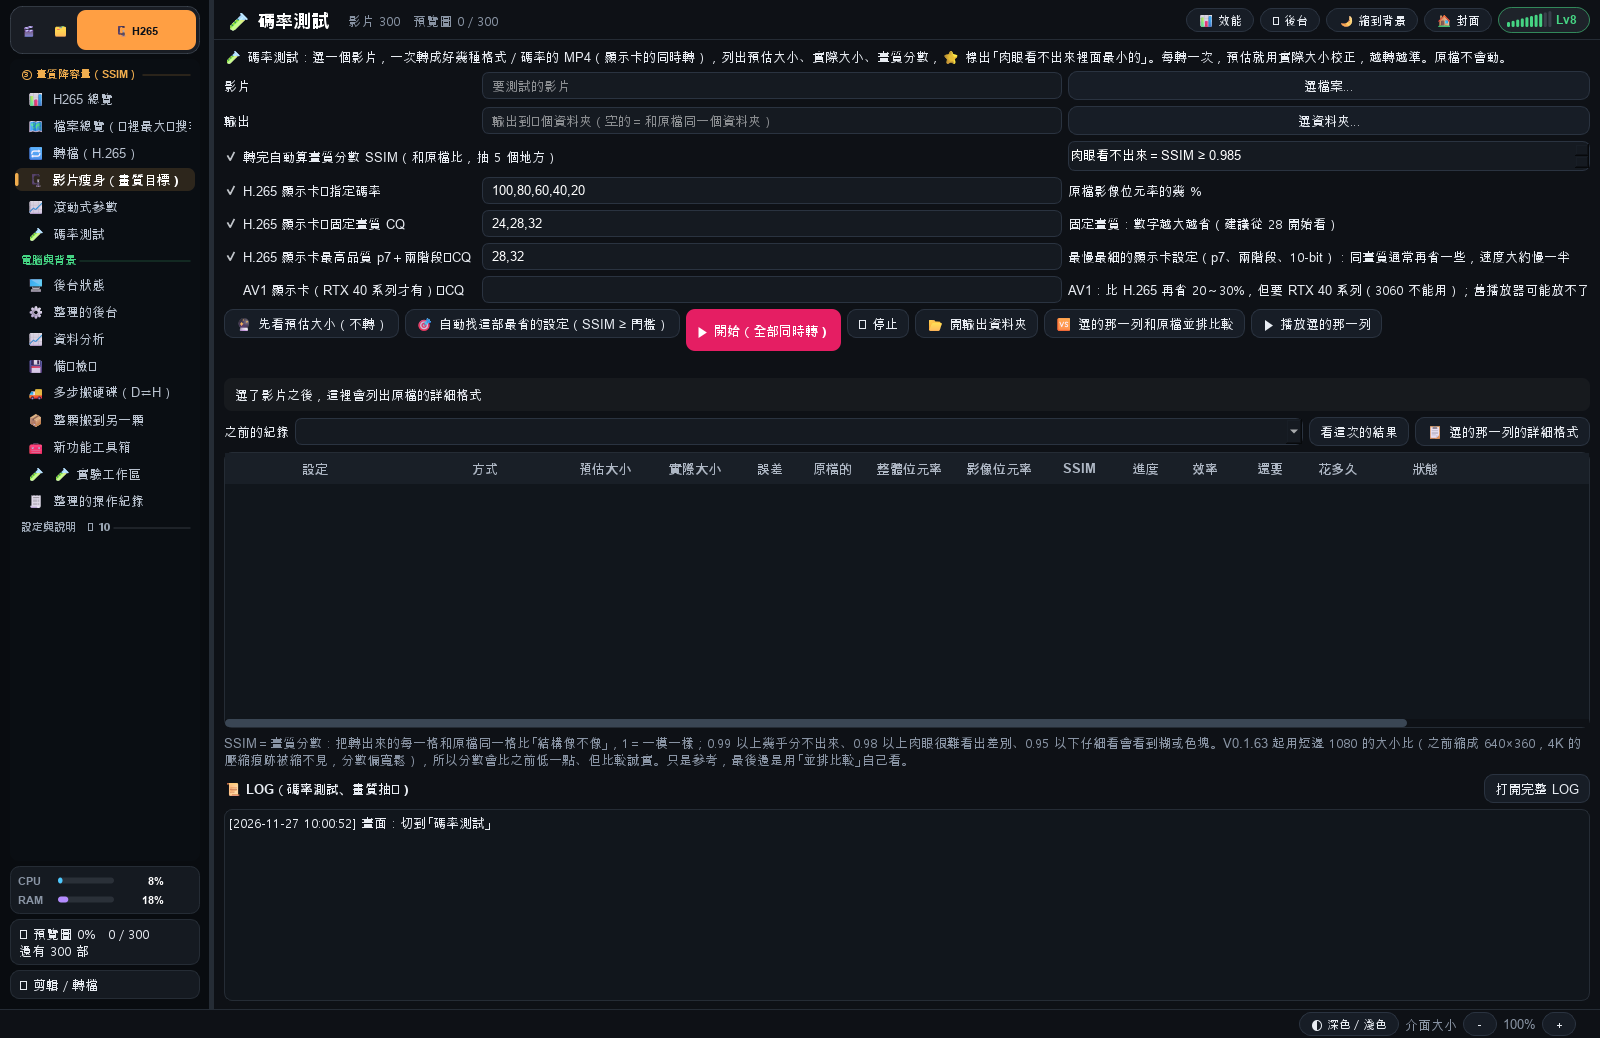 H265
③ 畫質降容量（SSIM）
H265 總覽
檔案總覽（
裡最大
搜
轉檔（H.265）
影片瘦身（畫質目標）
滾動式參數
碼率測試
電腦與背景
後台狀態
整理的後台
資料分析
備
檢
多步搬硬碟（D⇌H）
整顆搬到另一顆
新功能工具箱
實驗工作區
整理的操作紀錄
設定與說明 10
CPU 8%
RAM 18%
預覽圖 0% 0 / 300
還有 300 部
剪輯 / 轉檔
碼率測試 影片 300 預覽圖 0 / 300
效能
後台
縮到背景
封面
Lv8
碼率測試：選一個影片，一次轉成好幾種格式 / 碼率的 MP4（顯示卡的同時轉），列出預估大小、實際大小、畫質分數，⭐ 標出「肉眼看不出來裡面最小的」。每轉一次，預估就用實際大小校正，越轉越準。原檔不會動。
影片 要測試的影片 選檔案...
輸出 輸出到
個資料夾（空的 = 和原檔同一個資料夾） 選資料夾...
✓ 轉完自動算畫質分數 SSIM（和原檔比，抽 5 個地方） 肉眼看不出來 = SSIM ≥ 0.985
✓ H.265 顯示卡
指定碼率 100,80,60,40,20 原檔影像位元率的幾 %
✓ H.265 顯示卡
固定畫質 CQ 24,28,32 固定畫質：數字越大越省（建議從 28 開始看）
✓ H.265 顯示卡最高品質 p7＋兩階段
CQ 28,32 最慢最細的顯示卡設定（p7、兩階段、10-bit）：同畫質通常再省一些，速度大約慢一半
AV1 顯示卡（RTX 40 系列才有）
CQ AV1：比 H.265 再省 20～30%，但要 RTX 40 系列（3060 不能用）；舊播放器可能放不了
先看預估大小（不轉）
自動找這部最省的設定（SSIM ≥ 門檻）
▶ 開始（全部同時轉）
停止
開輸出資料夾
選的那一列和原檔並排比較
▶ 播放選的那一列
選了影片之後，這裡會列出原檔的詳細格式
之前的紀錄 看這次的結果 選的那一列的詳細格式
設定 方式 預估大小 實際大小 誤差 原檔的 整體位元率 影像位元率 SSIM 進度 效率 還要 花多久 狀態
SSIM = 畫質分數：把轉出來的每一格和原檔同一格比「結構像不像」，1 = 一模一樣；0.99 以上幾乎分不出來、0.98 以上肉眼很難看出差別、0.95 以下仔細看會看到糊或色塊。V0.1.63 起用短邊 1080 的大小比（之前縮成 640×360，4K 的
壓縮痕跡被縮不見，分數偏寬鬆），所以分數會比之前低一點、但比較誠實。只是參考，最後還是用「並排比較」自己看。
LOG（碼率測試、畫質抽
） 打開完整 LOG
[2026-11-27 10:00:52] 畫面：切到「碼率測試」
深色 / 淺色 介面大小 - 100% +